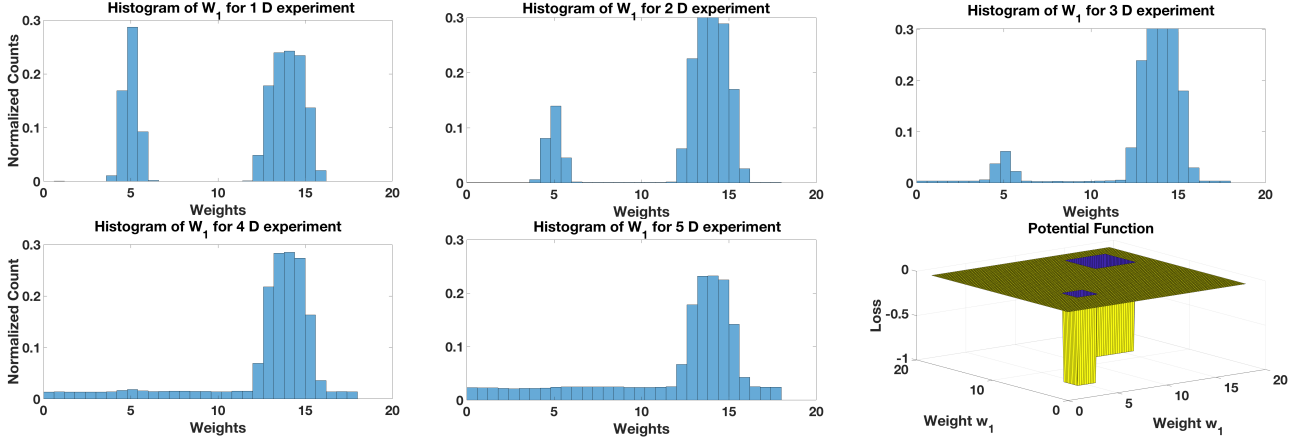 Histogram of W1 for 1 D experiment
0.3
0.2
0.1
0
Normalized Counts
0 5 10 15 20
Weights
Histogram of W1 for 2 D experiment
0.3
0.2
0.1
0
0 5 10 15 20
Weights
Histogram of W1 for 3 D experiment
0.3
0.2
0.1
0
0 5 10 15 20
Weights
Histogram of W1 for 4 D experiment
0.3
0.2
0.1
0
Normalized Count
0 5 10 15 20
Weights
Histogram of W1 for 5 D experiment
0.3
0.2
0.1
0
0 5 10 15 20
Weights
Potential Function
0
-0.5
-1
Loss
20
10
0
Weight w1
0 5 10 15 20
Weight w1